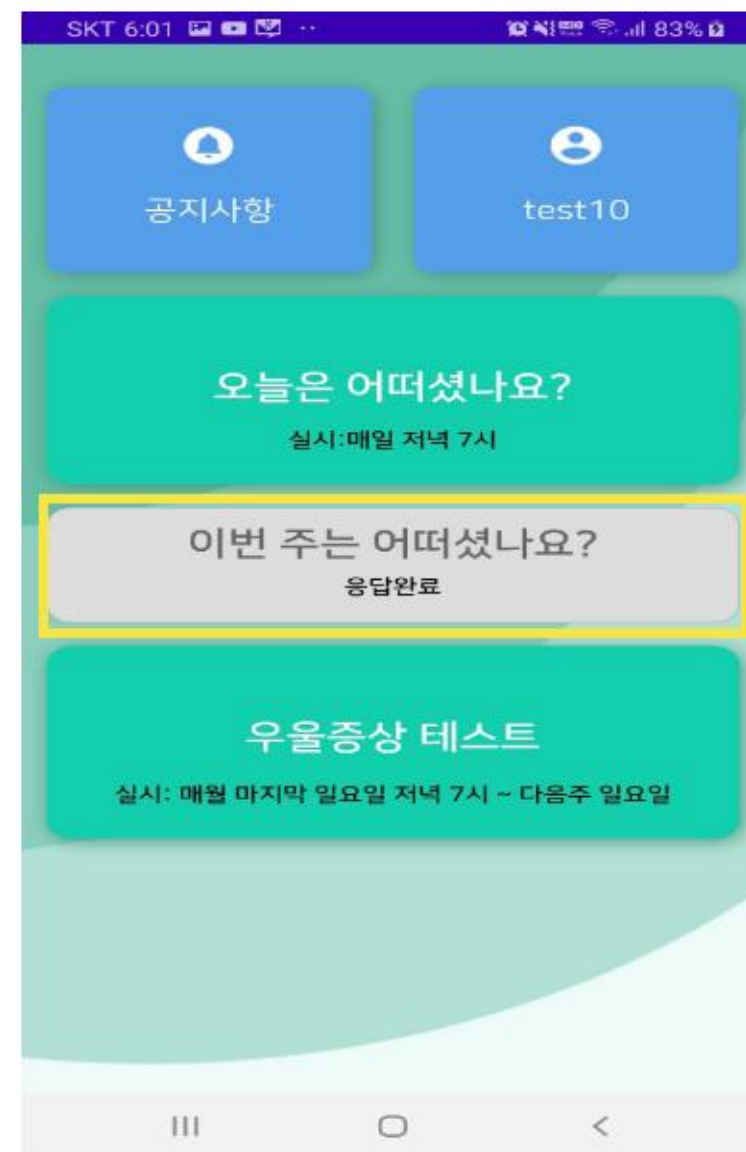 SKT 6:01
83%
공지사항
test10
오늘은 어떠셨나요?
실시:매일 저녁 7시
이번 주는 어떠셨나요?
응답완료
우울증상 테스트
실시: 매월 마지막 일요일 저녁 7시 ~ 다음주 일요일